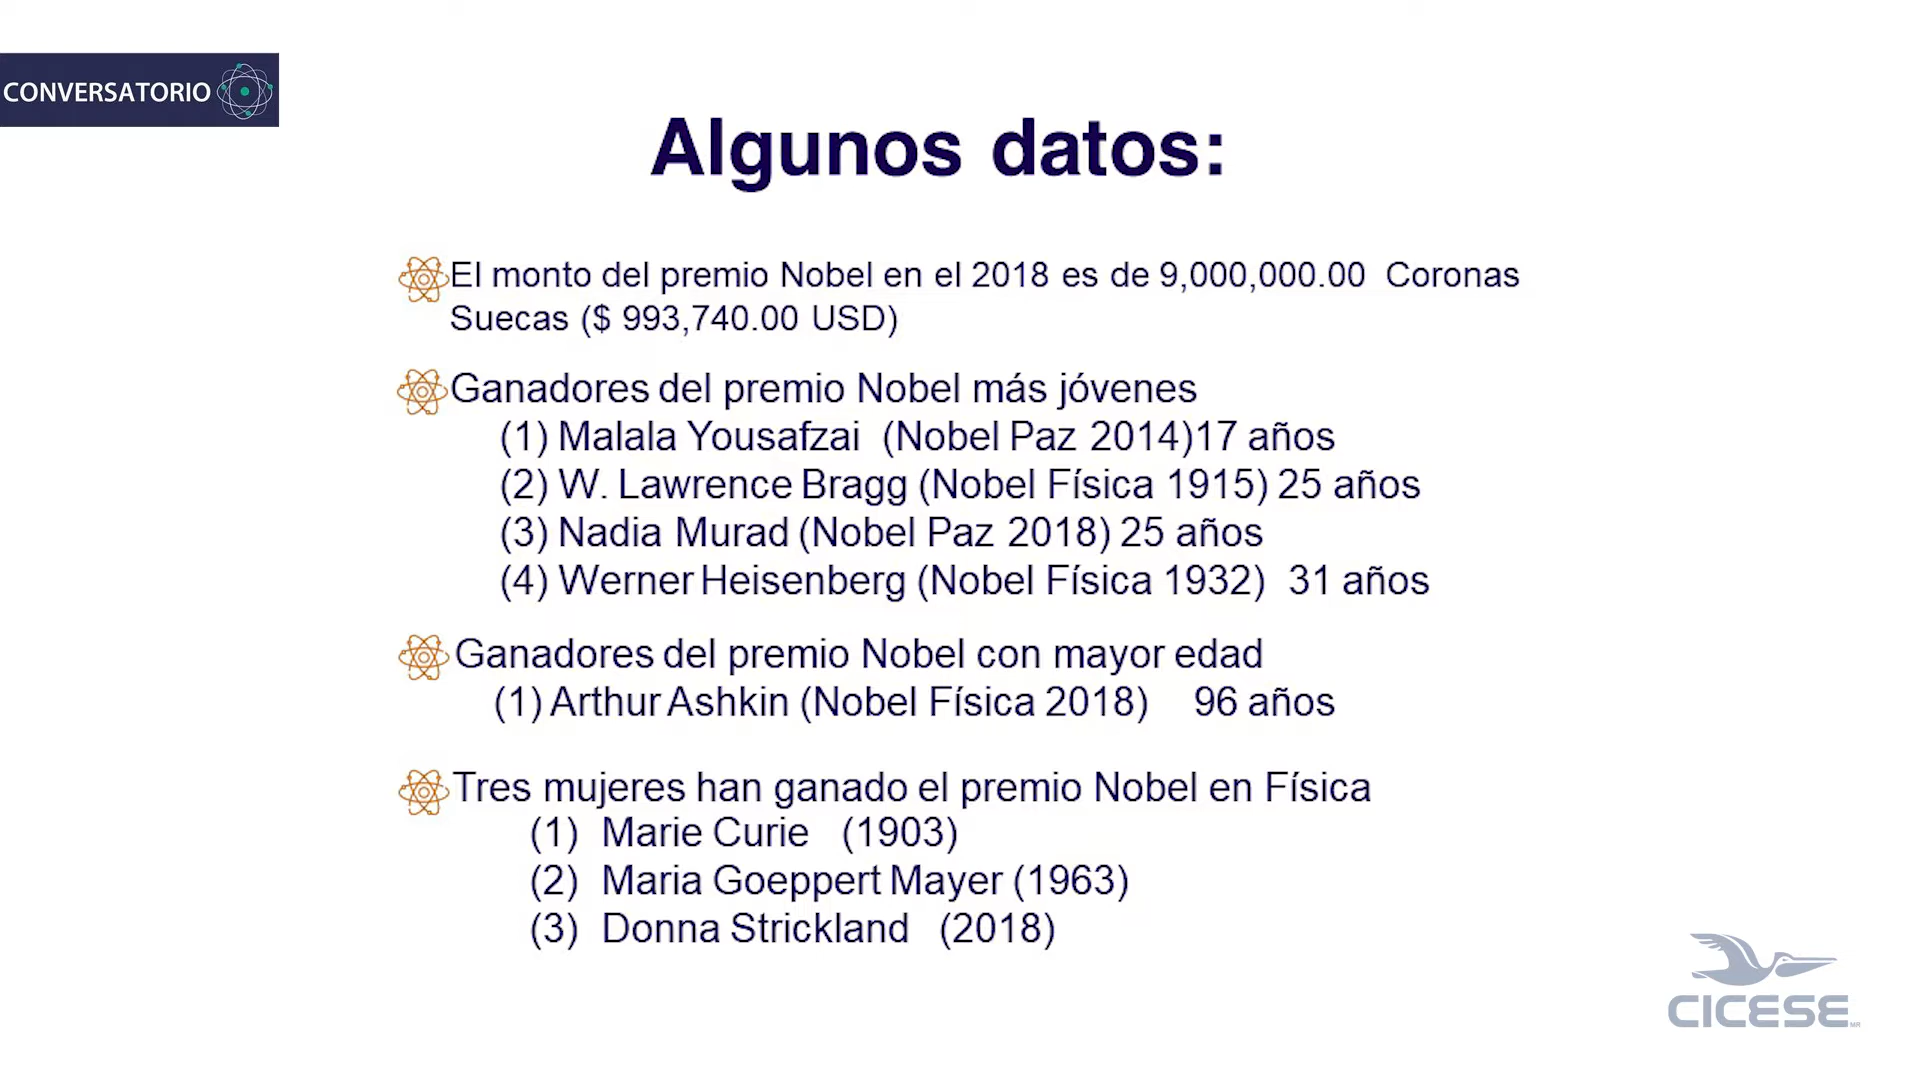 CONVERSATORIO
Algunos datos:
El monto del premio Nobel en el 2018 es de 9,000,000.00 Coronas
Suecas ($ 993,740.00 USD)
Ganadores del premio Nobel más jóvenes
(1) Malala Yousafzai (Nobel Paz 2014)17 años
(2) W. Lawrence Bragg (Nobel Física 1915) 25 años
(3) Nadia Murad (Nobel Paz 2018) 25 años
(4) Werner Heisenberg (Nobel Física 1932) 31 años
Ganadores del premio Nobel con mayor edad
(1) Arthur Ashkin (Nobel Física 2018) 96 años
Tres mujeres han ganado el premio Nobel en Física
(1) Marie Curie (1903)
(2) Maria Goeppert Mayer (1963)
(3) Donna Strickland (2018)
CICESE MR